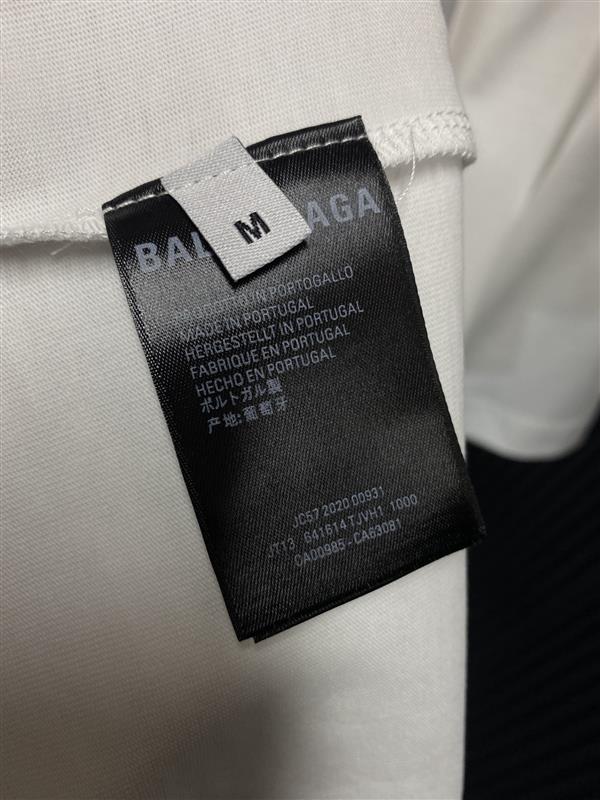 M
BAL AGA
PRODOTTO IN PORTOGALLO
MADE IN PORTUGAL
HERGESTELLT IN PORTUGAL
FABRIQUE EN PORTUGAL
HECHO EN PORTUGAL
ポルトガル製
产地:葡萄牙
JC57 2020 00931
JT13 641614 TJVH1 1000
CA00985-CA63081